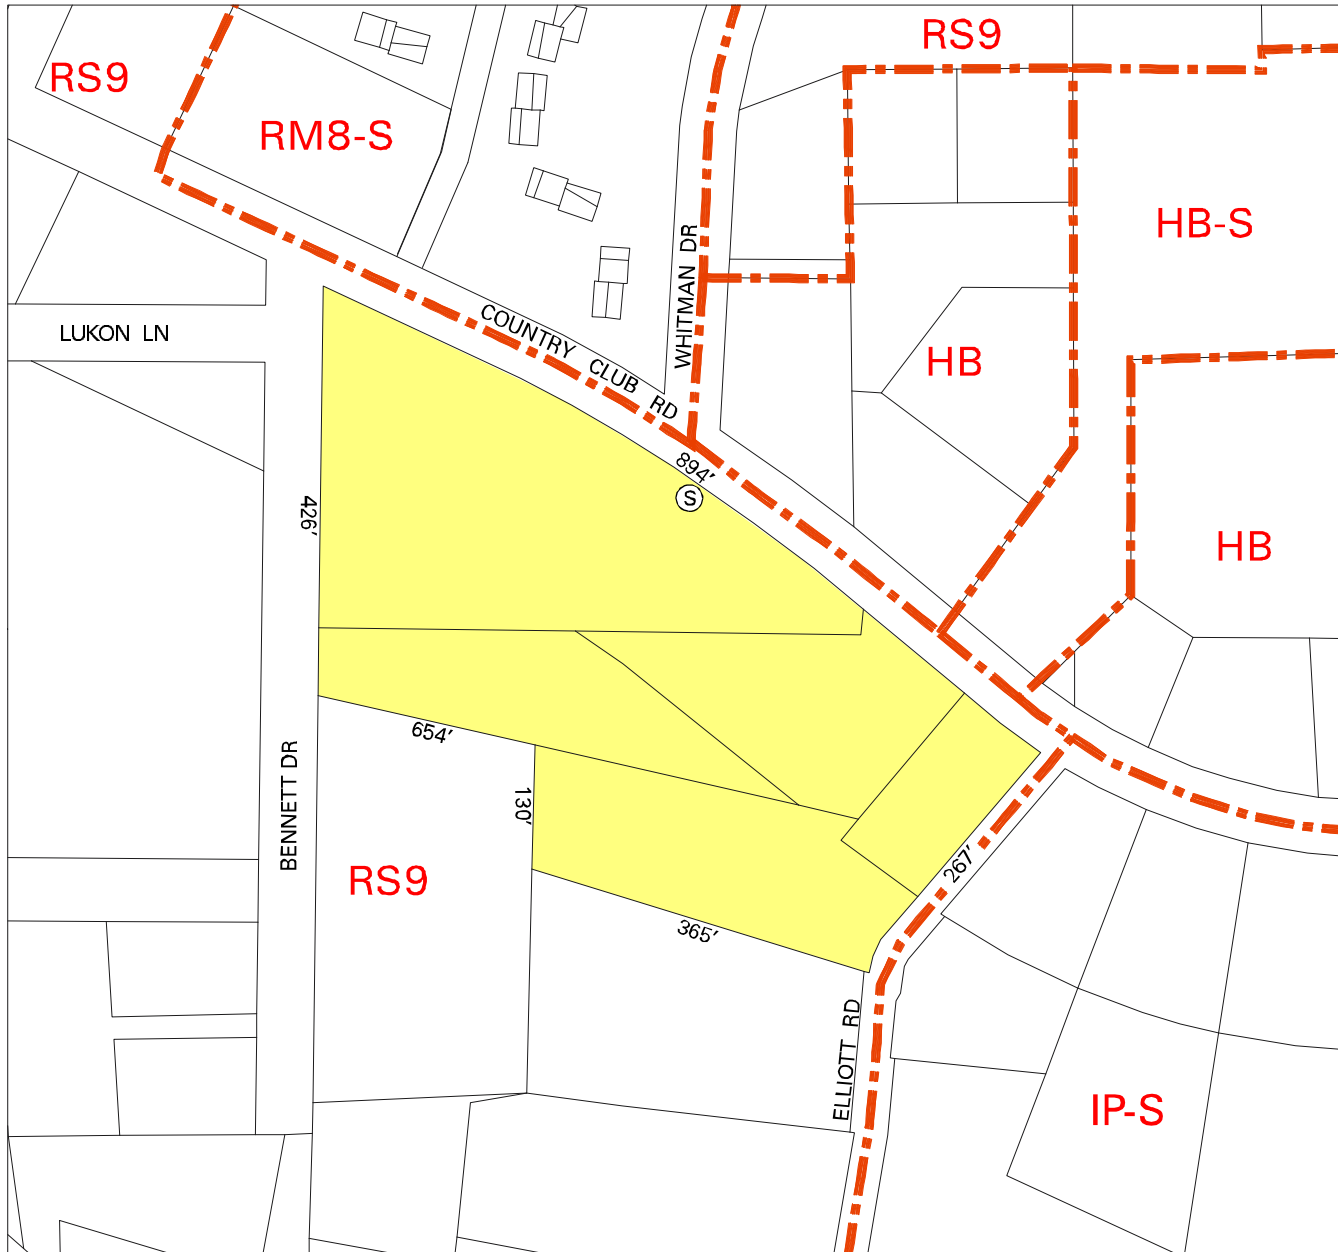 RS9
RS9
RM8-S
HB-S
WHITMAN DR
COUNTRY CLUB RD
LUKON LN
HB
894'
S
426'
HB
654'
BENNETT DR
130'
267'
RS9
365'
ELLIOTT RD
IP-S